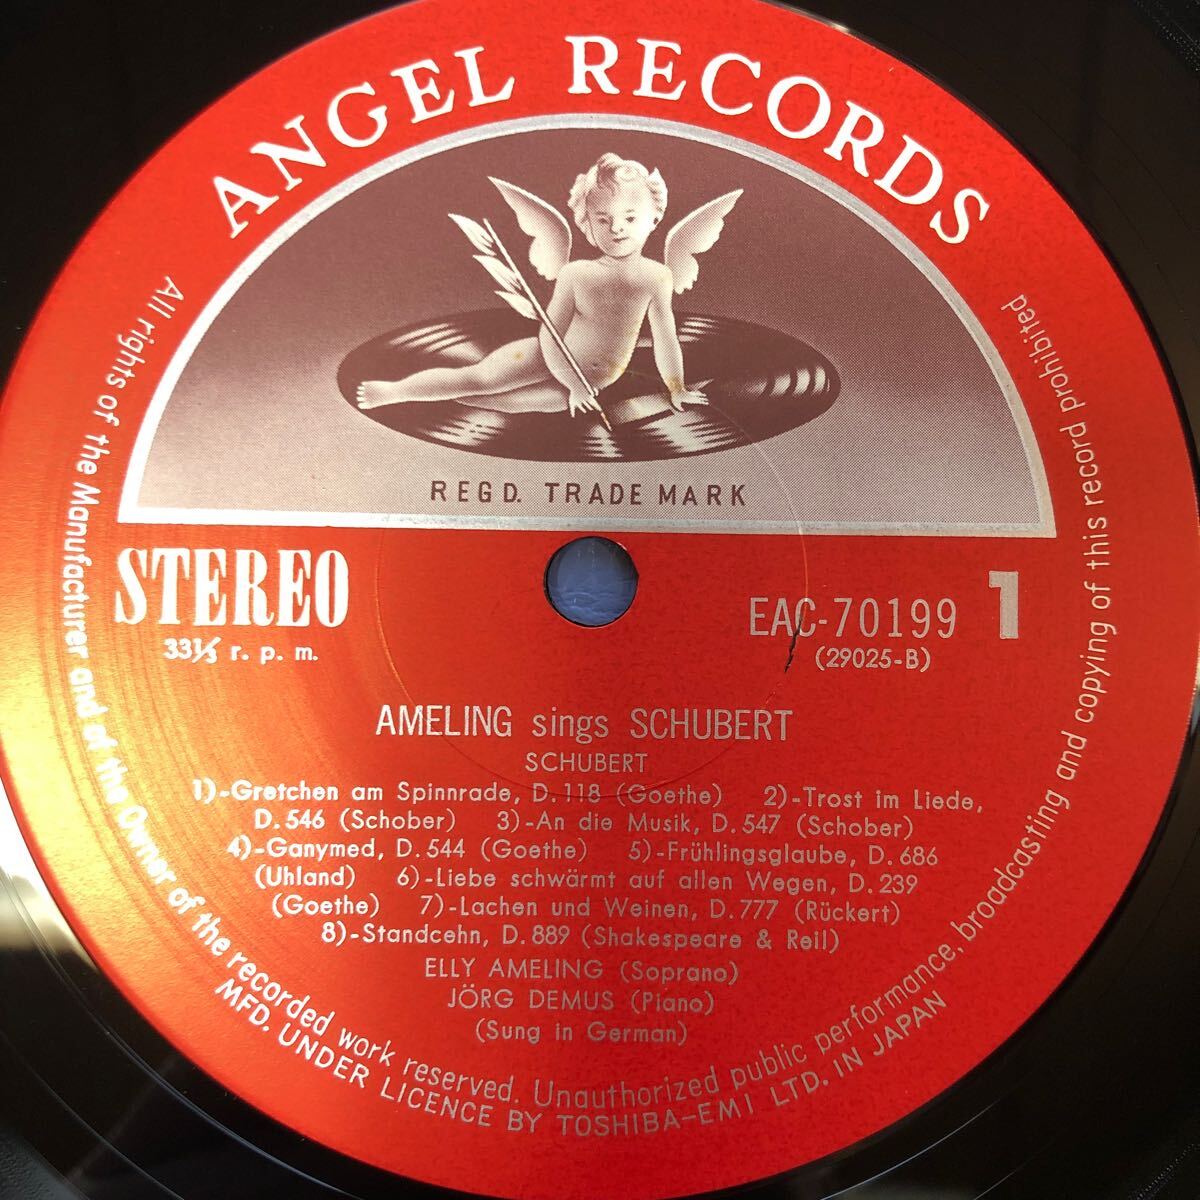 ANGEL RECORDS
REGD. TRADE MARK
STEREO
33⅓ r. p. m.
EAC-70199
(29025-B)
1
AMELING sings SCHUBERT
SCHUBERT
1)-Gretchen am Spinnrade, D.118 (Goethe) 2)-Trost im Liede,
D.546 (Schober) 3)-An die Musik, D.547 (Schober)
4)-Ganymed, D.544 (Goethe) 5)-Frühlingsglaube, D.686
(Uhland) 6)-Liebe schwärmt auf allen Wegen, D.239
(Goethe) 7)-Lachen und Weinen, D.777 (Rückert)
8)-Standcehn, D.889 (Shakespeare & Reil)
ELLY AMELING (Soprano)
JÖRG DEMUS (Piano)
(Sung in German)
All rights of the Manufacturer and of the Owner of the recorded work reserved. Unauthorized public performance, broadcasting and copying of this record prohibited
MFD. UNDER LICENCE BY TOSHIBA-EMI LTD. IN JAPAN